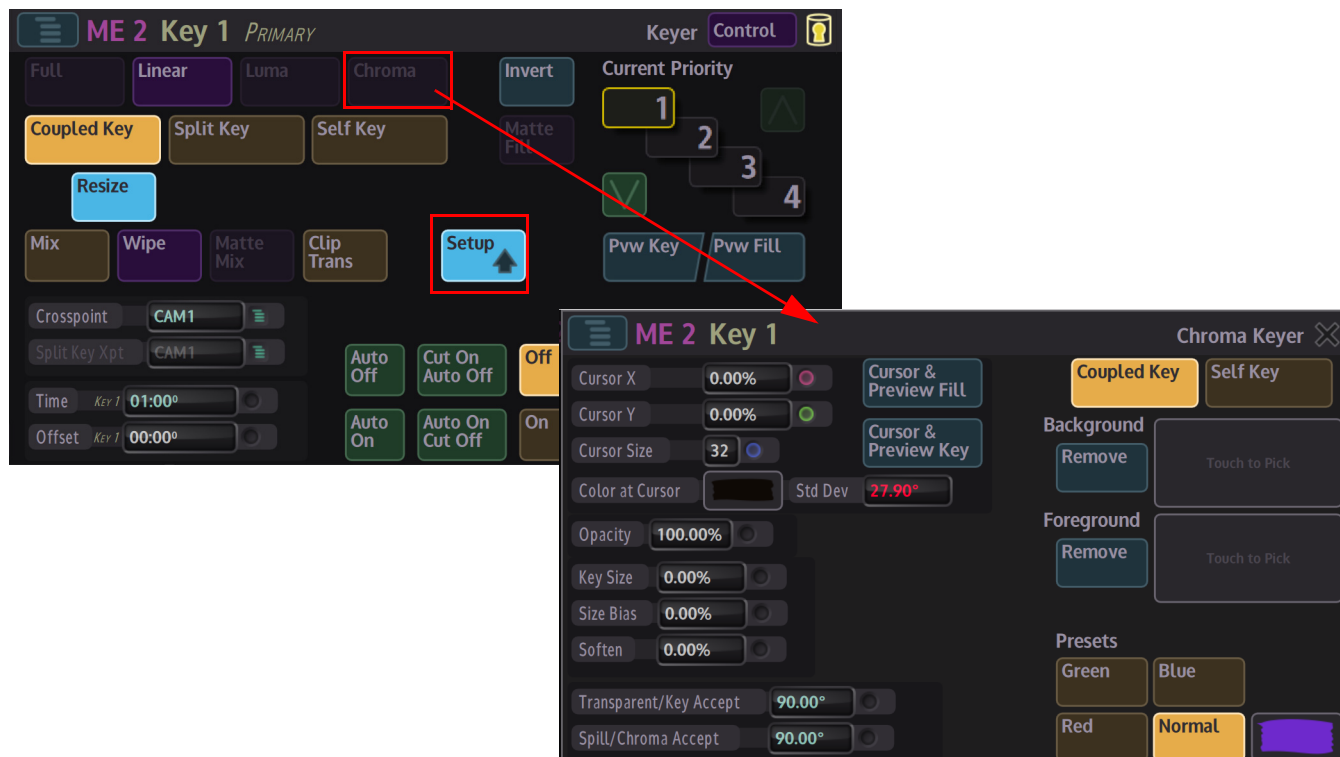 ME 2 Key 1 PRIMARY
Keyer Control
Full Linear Luma Chroma Invert
Current Priority
1
2
3
4
Coupled Key Split Key Self Key
Matte
Fill
Resize
Mix Wipe
Matte
Mix
Clip
Trans
Setup
Pvw Key Pvw Fill
Crosspoint CAM1
Split Key Xpt CAM1
Time KEY 1 01:00⁰
Offset KEY 1 00:00⁰
Auto
Off
Cut On
Auto Off
Off
Auto
On
Auto On
Cut Off
On
ME 2 Key 1
Chroma Keyer
Cursor X 0.00%
Cursor Y 0.00%
Cursor Size 32
Color at Cursor Std Dev 27.90°
Cursor &
Preview Fill
Cursor &
Preview Key
Coupled Key Self Key
Background
Remove Touch to Pick
Foreground
Remove Touch to Pick
Opacity 100.00%
Key Size 0.00%
Size Bias 0.00%
Soften 0.00%
Transparent/Key Accept 90.00°
Spill/Chroma Accept 90.00°
Presets
Green Blue
Red Normal